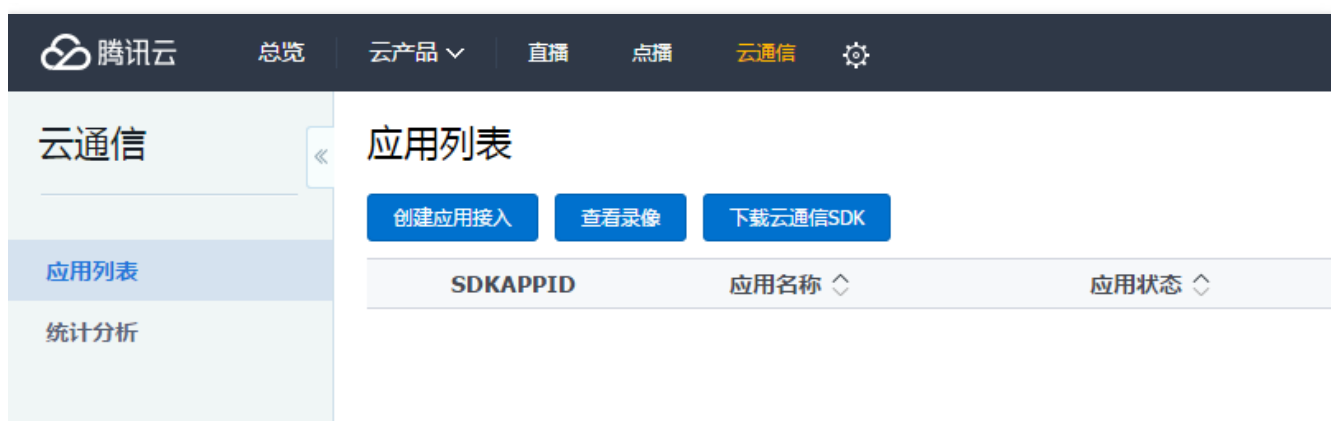 腾讯云 总览 云产品 直播 点播 云通信
云通信
应用列表
创建应用接入 查看录像 下载云通信SDK
应用列表
SDKAPPID 应用名称 应用状态
统计分析